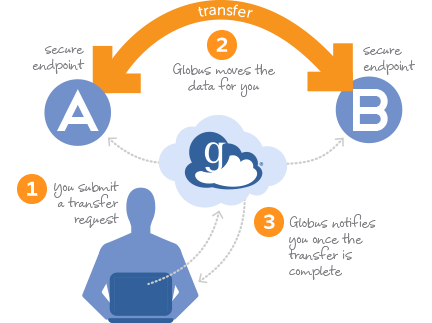 transfer
secure
endpoint
2
secure
endpoint
Globus moves the
data for you
A
B
g
1
you submit
a transfer
request
3
Globus notifies
you once the
transfer is
complete